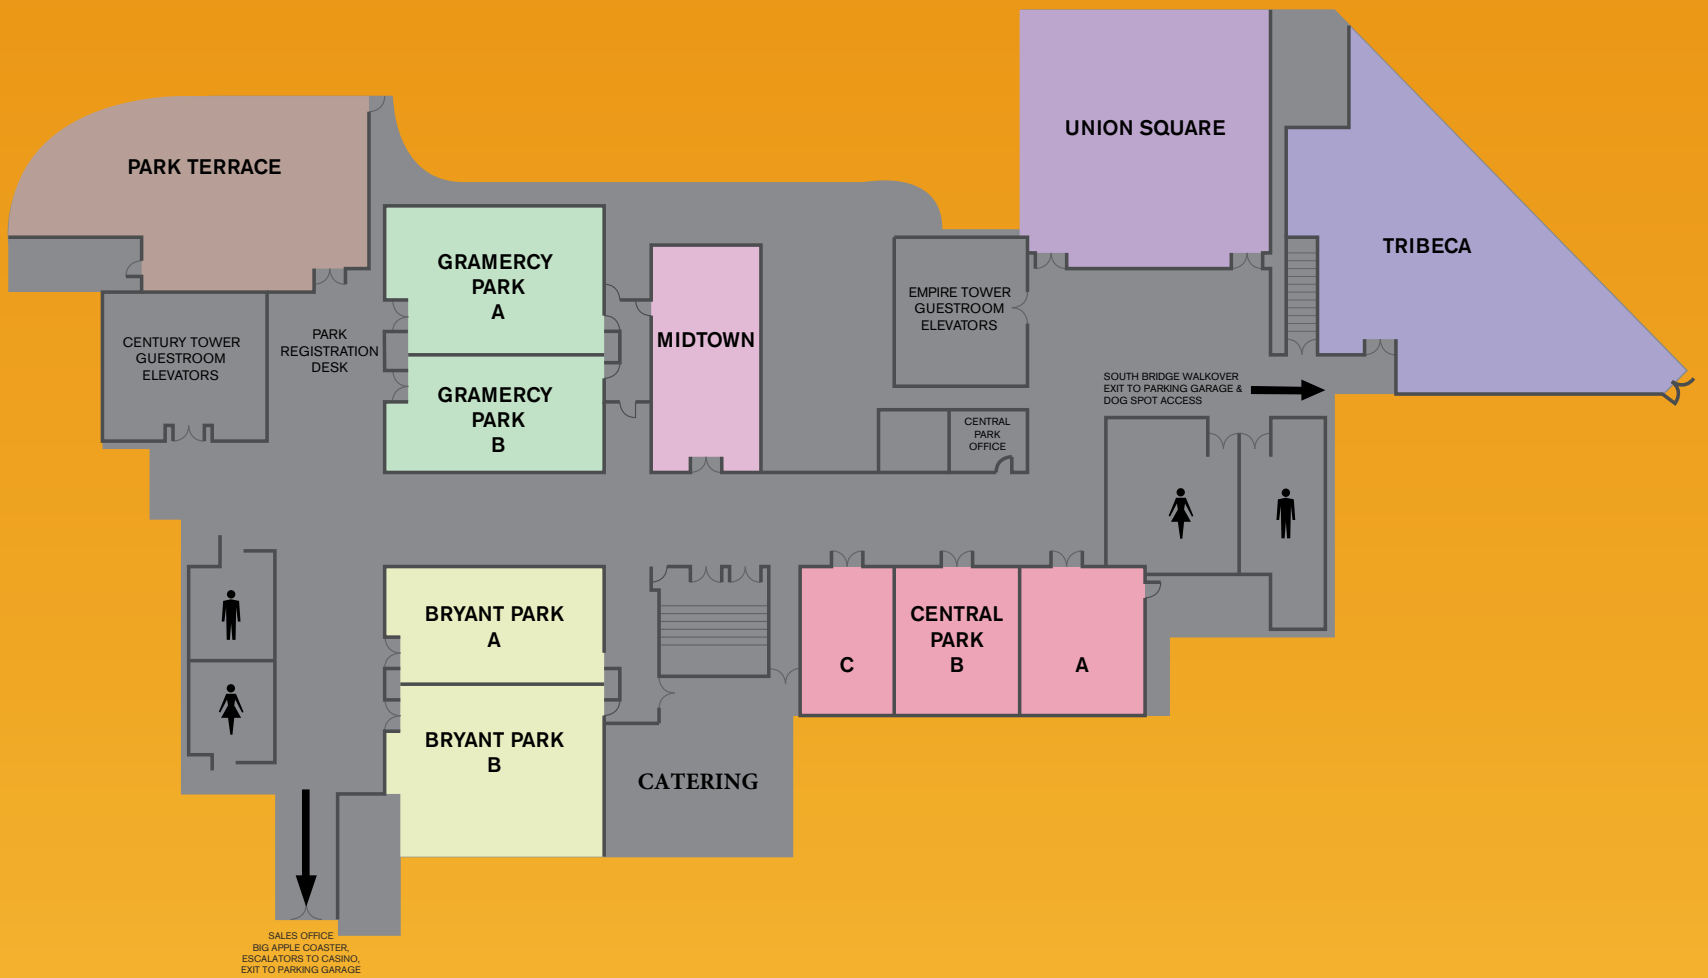 UNION SQUARE
PARK TERRACE
TRIBECA
GRAMERCY
PARK
A
MIDTOWN
EMPIRE TOWER
GUESTROOM
ELEVATORS
CENTURY TOWER
GUESTROOM
ELEVATORS
PARK
REGISTRATION
DESK
GRAMERCY
PARK
B
SOUTH BRIDGE WALKOVER
EXIT TO PARKING GARAGE &
DOG SPOT ACCESS
CENTRAL
PARK
OFFICE
BRYANT PARK
A
CENTRAL
PARK
C
B
A
BRYANT PARK
B
CATERING
SALES OFFICE
BIG APPLE COASTER,
ESCALATORS TO CASINO,
EXIT TO PARKING GARAGE